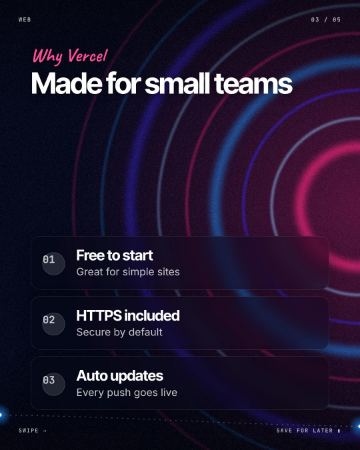 WEB
03 / 05
Why Vercel
Made for small teams
01
Free to start
Great for simple sites
02
HTTPS included
Secure by default
03
Auto updates
Every push goes live
SWIPE →
SAVE FOR LATER